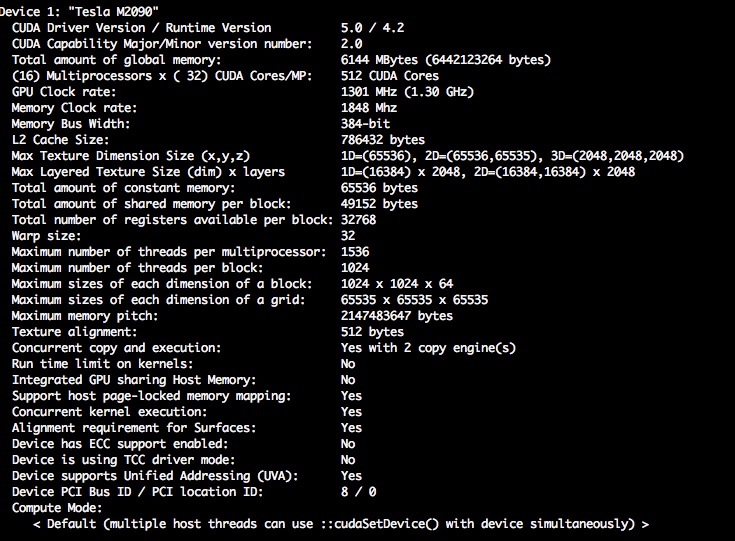 Device 1: "Tesla M2090"
CUDA Driver Version / Runtime Version 5.0 / 4.2
CUDA Capability Major/Minor version number: 2.0
Total amount of global memory: 6144 MBytes (6442123264 bytes)
(16) Multiprocessors x ( 32) CUDA Cores/MP: 512 CUDA Cores
GPU Clock rate: 1301 MHz (1.30 GHz)
Memory Clock rate: 1848 Mhz
Memory Bus Width: 384-bit
L2 Cache Size: 786432 bytes
Max Texture Dimension Size (x,y,z) 1D=(65536), 2D=(65536,65535), 3D=(2048,2048,2048)
Max Layered Texture Size (dim) x layers 1D=(16384) x 2048, 2D=(16384,16384) x 2048
Total amount of constant memory: 65536 bytes
Total amount of shared memory per block: 49152 bytes
Total number of registers available per block: 32768
Warp size: 32
Maximum number of threads per multiprocessor: 1536
Maximum number of threads per block: 1024
Maximum sizes of each dimension of a block: 1024 x 1024 x 64
Maximum sizes of each dimension of a grid: 65535 x 65535 x 65535
Maximum memory pitch: 2147483647 bytes
Texture alignment: 512 bytes
Concurrent copy and execution: Yes with 2 copy engine(s)
Run time limit on kernels: No
Integrated GPU sharing Host Memory: No
Support host page-locked memory mapping: Yes
Concurrent kernel execution: Yes
Alignment requirement for Surfaces: Yes
Device has ECC support enabled: No
Device is using TCC driver mode: No
Device supports Unified Addressing (UVA): Yes
Device PCI Bus ID / PCI location ID: 8 / 0
Compute Mode:
< Default (multiple host threads can use ::cudaSetDevice() with device simultaneously) >